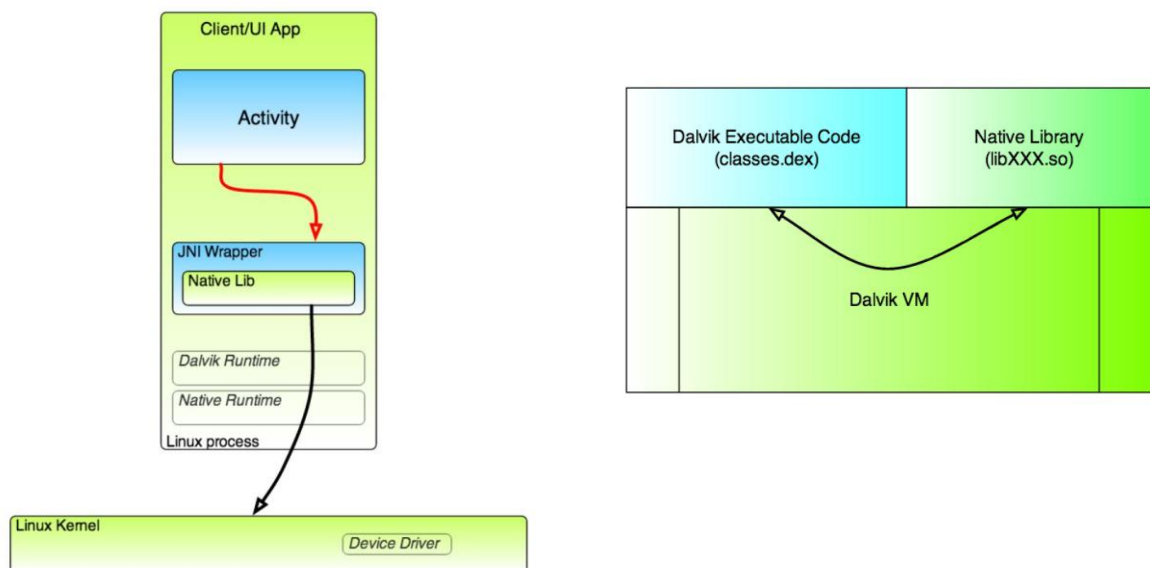 Client/UI App
Activity
JNI Wrapper
Native Lib
Dalvik Runtime
Native Runtime
Linux process
Linux Kernel
Device Driver
Dalvik Executable Code
(classes.dex)
Native Library
(libXXX.so)
Dalvik VM